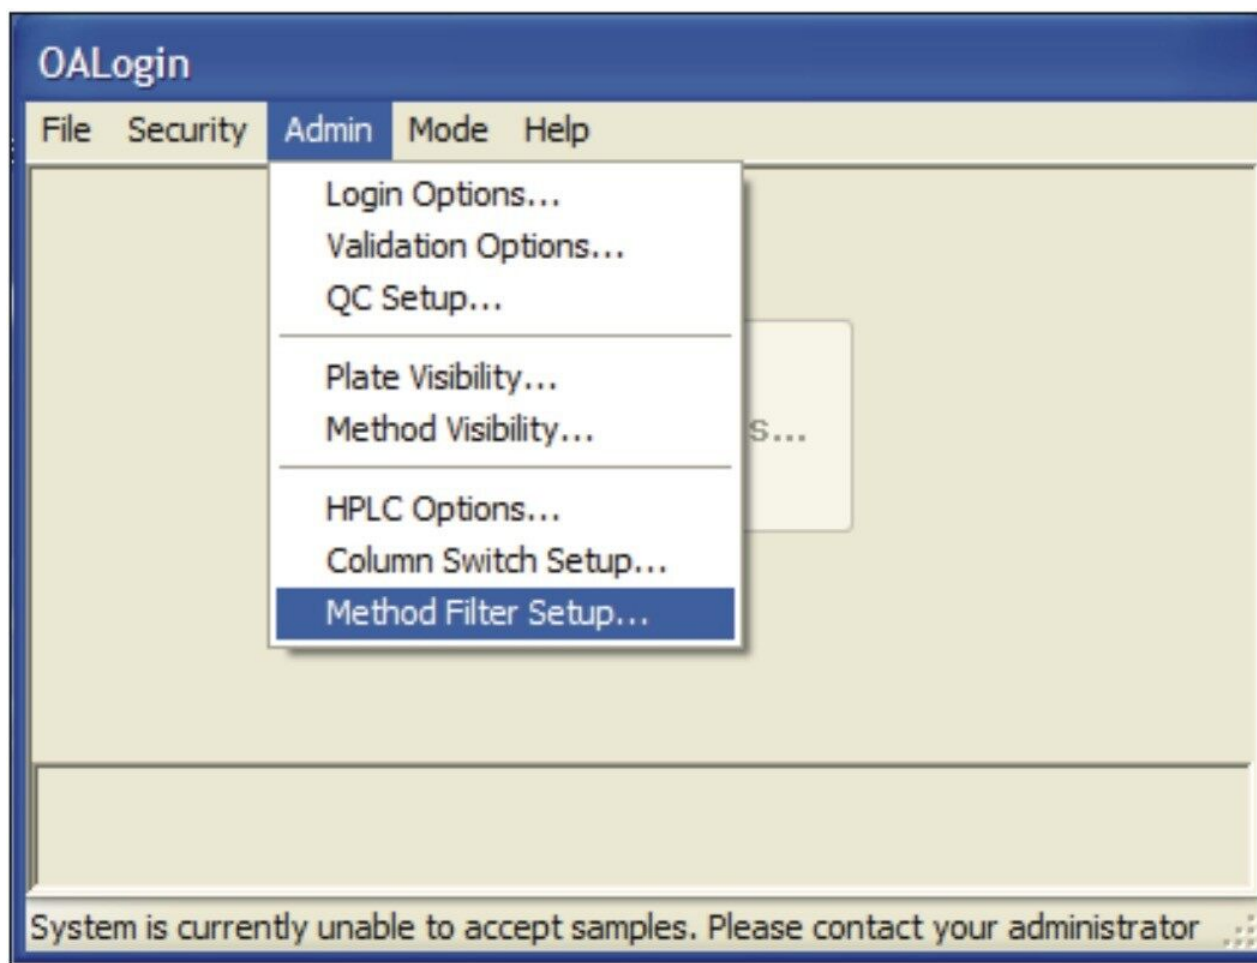 OALogin
File Security Admin Mode Help
Login Options...
Validation Options...
QC Setup...
Plate Visibility...
Method Visibility...
s...
HPLC Options...
Column Switch Setup...
Method Filter Setup...
System is currently unable to accept samples. Please contact your administrator